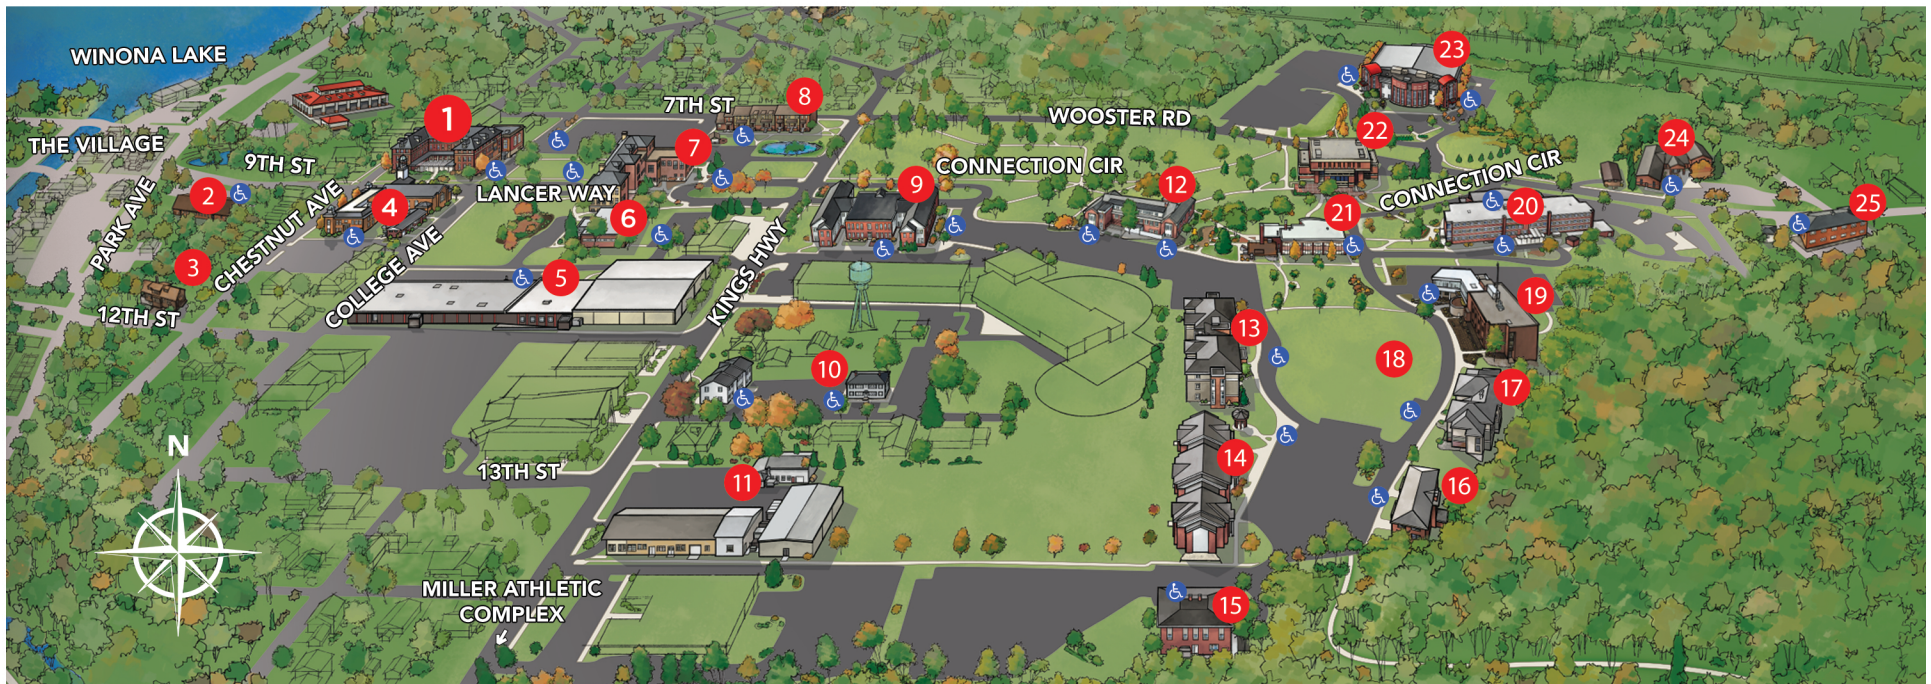 WINONA LAKE
THE VILLAGE
PARK AVE
9TH ST
CHESTNUT AVE
12TH ST
COLLEGE AVE
LANCER WAY
7TH ST
KINGS HWY
WOOSTER RD
CONNECTION CIR
CONNECTION CIR
13TH ST
MILLER ATHLETIC
COMPLEX
N
1
2
3
4
5
6
7
8
9
10
11
12
13
14
15
16
17
18
19
20
21
22
23
24
25